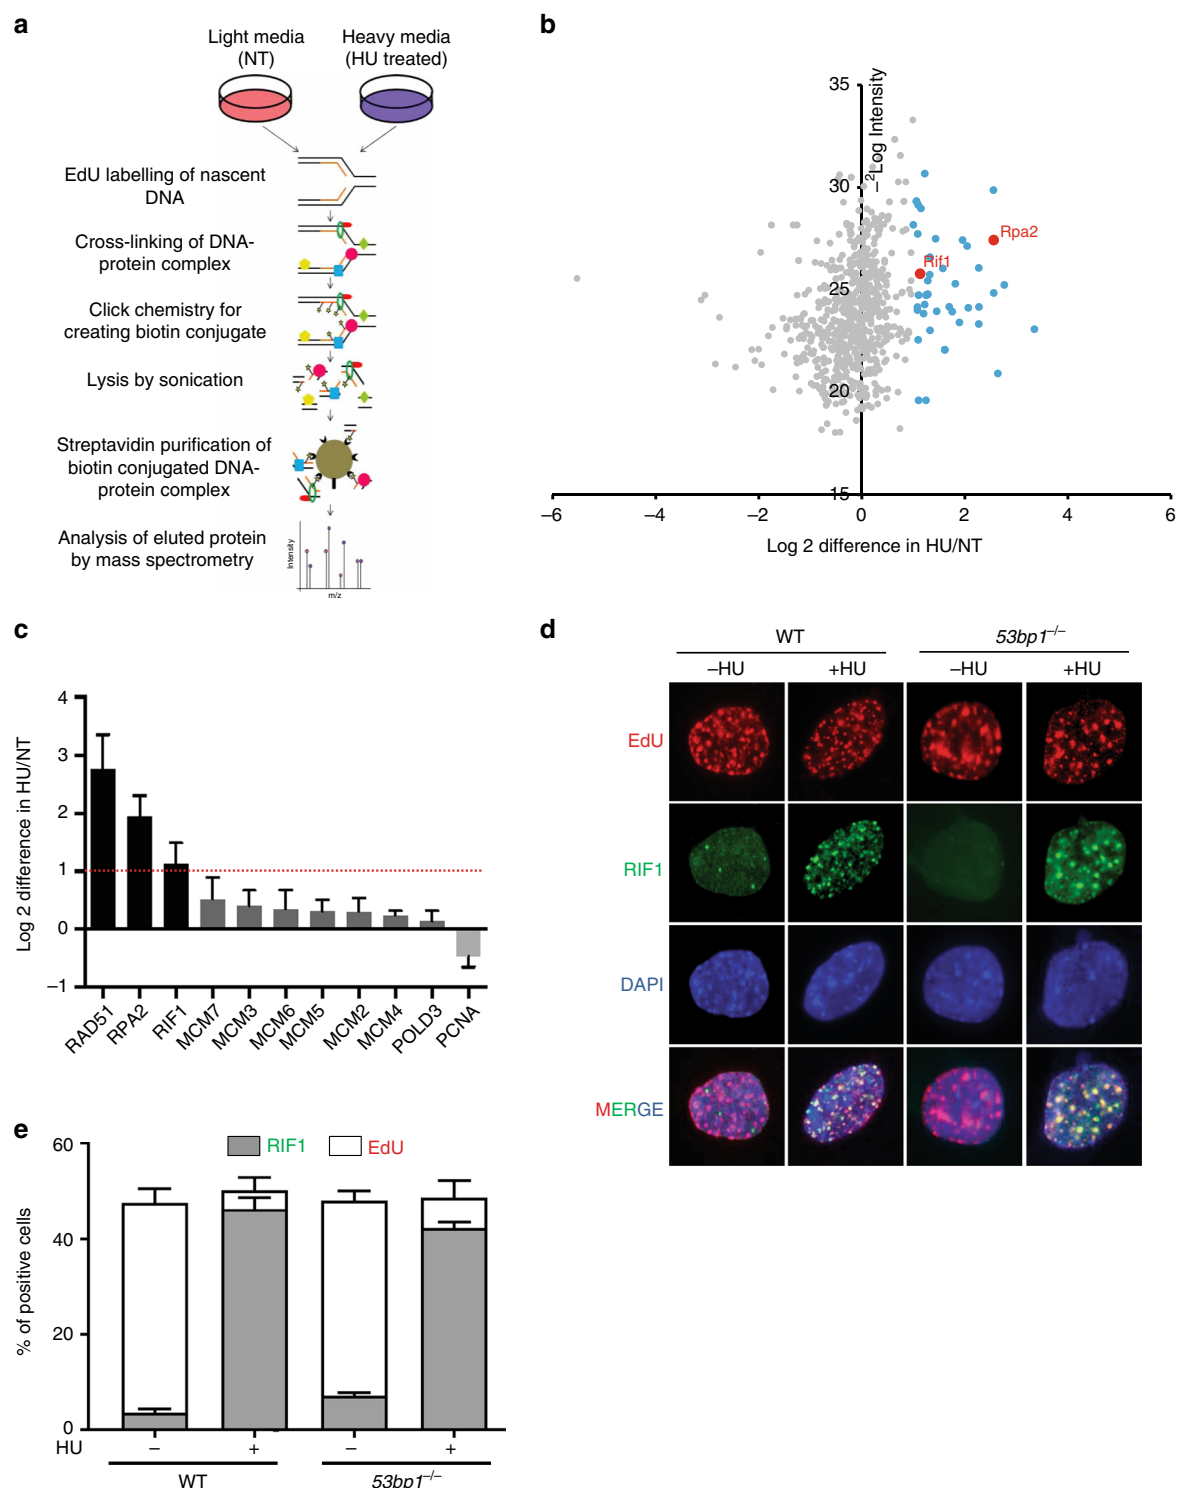 a
Light media
(NT)
Heavy media
(HU treated)
EdU labelling of nascent
DNA
Cross-linking of DNA-
protein complex
Click chemistry for
creating biotin conjugate
Lysis by sonication
Streptavidin purification of
biotin conjugated DNA-
protein complex
Analysis of eluted protein
by mass spectrometry
Intensity
m/z
b
35
30
25
20
15
–²Log Intensity
Rpa2
Rif1
–6
–4
–2
0
2
4
6
Log 2 difference in HU/NT
c
Log 2 difference in HU/NT
4
3
2
1
0
–1
RAD51
RPA2
RIF1
MCM7
MCM3
MCM6
MCM5
MCM2
MCM4
POLD3
PCNA
d
WT
53bp1–/–
–HU
+HU
–HU
+HU
EdU
RIF1
DAPI
MERGE
e
RIF1
EdU
% of positive cells
60
40
20
0
HU
–
+
–
+
WT
53bp1–/–